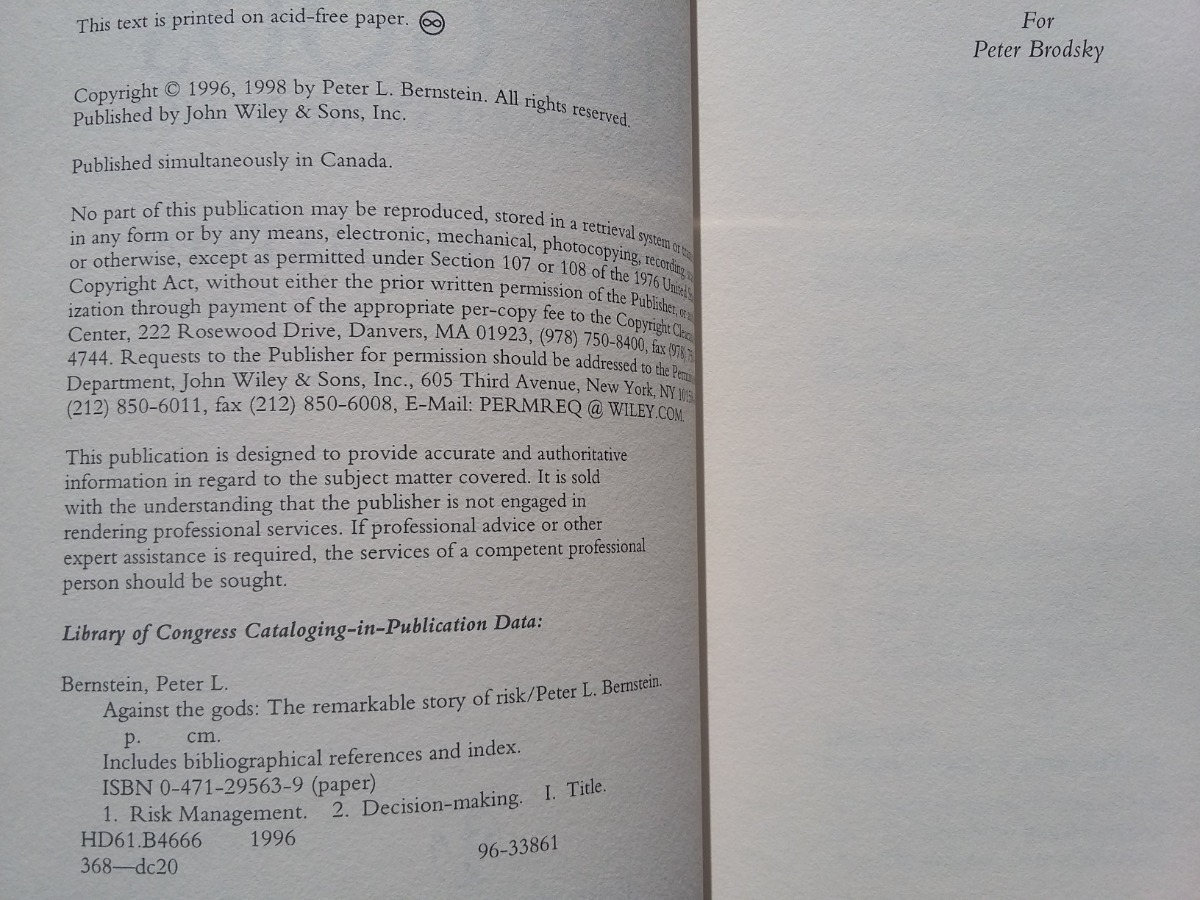 This text is printed on acid-free paper.
Copyright © 1996, 1998 by Peter L. Bernstein. All rights reserved.
Published by John Wiley & Sons, Inc.
Published simultaneously in Canada.
No part of this publication may be reproduced, stored in a retrieval system or
in any form or by any means, electronic, mechanical, photocopying, recording
or otherwise, except as permitted under Section 107 or 108 of the 1976 United
Copyright Act, without either the prior written permission of the Publisher, or
ization through payment of the appropriate per-copy fee to the Copyright
Center, 222 Rosewood Drive, Danvers, MA 01923, (978) 750-8400, fax (978)
4744. Requests to the Publisher for permission should be addressed to the
Department, John Wiley & Sons, Inc., 605 Third Avenue, New York, NY
(212) 850-6011, fax (212) 850-6008, E-Mail: PERMREQ @ WILEY.COM.
This publication is designed to provide accurate and authoritative
information in regard to the subject matter covered. It is sold
with the understanding that the publisher is not engaged in
rendering professional services. If professional advice or other
expert assistance is required, the services of a competent professional
person should be sought.
Library of Congress Cataloging-in-Publication Data:
Bernstein, Peter L.
Against the gods: The remarkable story of risk/Peter L. Bernstein.
p. cm.
Includes bibliographical references and index.
ISBN 0-471-29563-9 (paper)
1. Risk Management. 2. Decision-making. I. Title.
HD61.B4666 1996
368—dc20 96-33861
For
Peter Brodsky